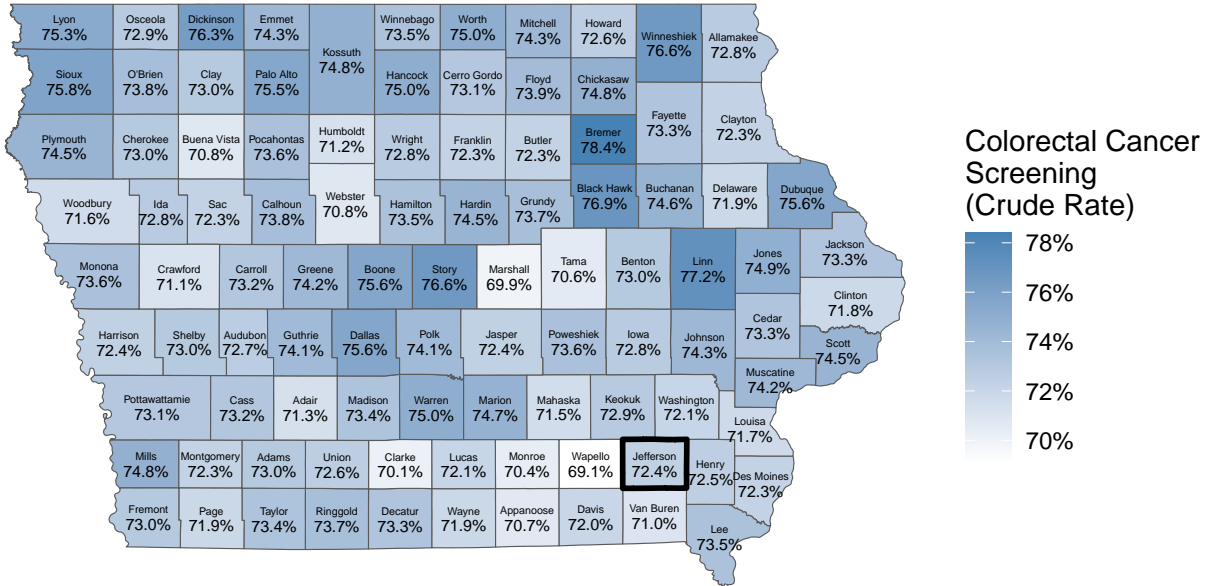 Lyon
75.3%
Osceola
72.9%
Dickinson
76.3%
Emmet
74.3%
Kossuth
74.8%
Winnebago
73.5%
Worth
75.0%
Mitchell
74.3%
Howard
72.6%
Winneshiek
76.6%
Allamakee
72.8%
Sioux
75.8%
O'Brien
73.8%
Clay
73.0%
Palo Alto
75.5%
Hancock
75.0%
Cerro Gordo
73.1%
Floyd
73.9%
Chickasaw
74.8%
Fayette
73.3%
Clayton
72.3%
Plymouth
74.5%
Cherokee
73.0%
Buena Vista
70.8%
Pocahontas
73.6%
Humboldt
71.2%
Wright
72.8%
Franklin
72.3%
Butler
72.3%
Bremer
78.4%
Woodbury
71.6%
Ida
72.8%
Sac
72.3%
Calhoun
73.8%
Webster
70.8%
Hamilton
73.5%
Hardin
74.5%
Grundy
73.7%
Black Hawk
76.9%
Buchanan
74.6%
Delaware
71.9%
Dubuque
75.6%
Monona
73.6%
Crawford
71.1%
Carroll
73.2%
Greene
74.2%
Boone
75.6%
Story
76.6%
Marshall
69.9%
Tama
70.6%
Benton
73.0%
Linn
77.2%
Jones
74.9%
Jackson
73.3%
Clinton
71.8%
Harrison
72.4%
Shelby
73.0%
Audubon
72.7%
Guthrie
74.1%
Dallas
75.6%
Polk
74.1%
Jasper
72.4%
Poweshiek
73.6%
Iowa
72.8%
Johnson
74.3%
Cedar
73.3%
Scott
74.5%
Muscatine
74.2%
Pottawattamie
73.1%
Cass
73.2%
Adair
71.3%
Madison
73.4%
Warren
75.0%
Marion
74.7%
Mahaska
71.5%
Keokuk
72.9%
Washington
72.1%
Louisa
71.7%
Mills
74.8%
Montgomery
72.3%
Adams
73.0%
Union
72.6%
Clarke
70.1%
Lucas
72.1%
Monroe
70.4%
Wapello
69.1%
Jefferson
72.4%
Henry
72.5%
Des Moines
72.3%
Fremont
73.0%
Page
71.9%
Taylor
73.4%
Ringgold
73.7%
Decatur
73.3%
Wayne
71.9%
Appanoose
70.7%
Davis
72.0%
Van Buren
71.0%
Lee
73.5%
Colorectal Cancer
Screening
(Crude Rate)
78%
76%
74%
72%
70%